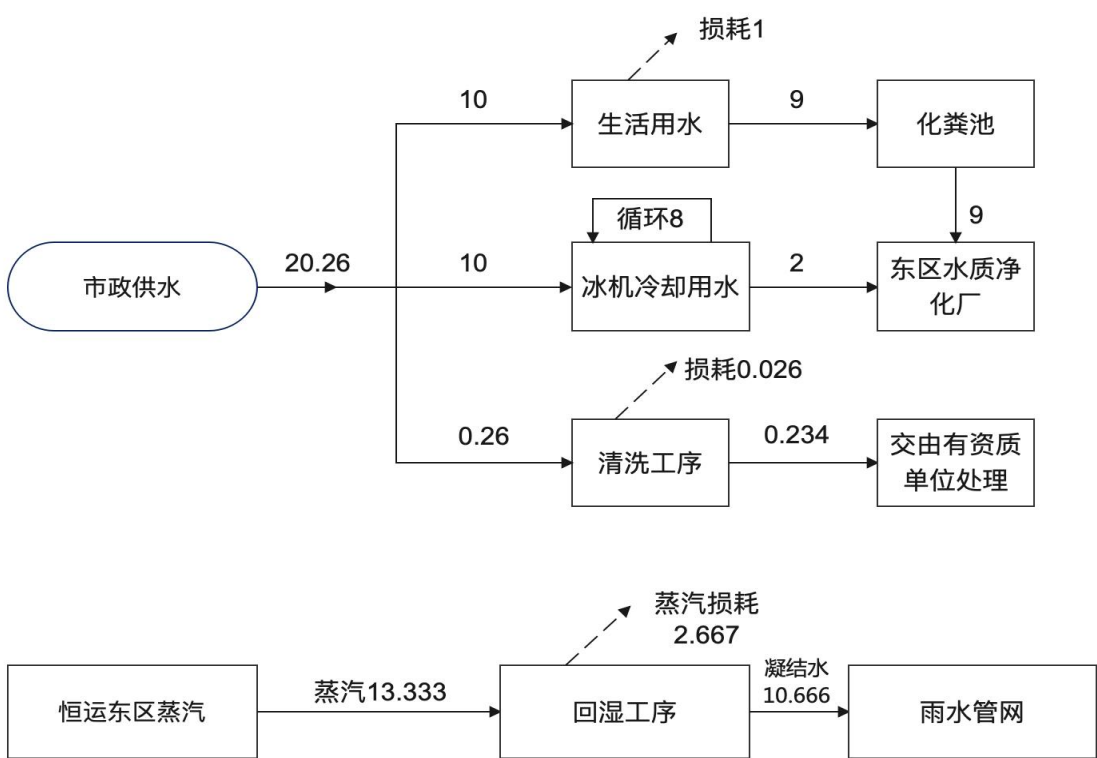 损耗1
10
生活用水
9
化粪池
9
市政供水
20.26
10
循环8
冰机冷却用水
2
东区水质净
化厂
损耗0.026
0.26
清洗工序
0.234
交由有资质
单位处理
蒸汽损耗
2.667
恒运东区蒸汽
蒸汽13.333
回湿工序
凝结水
10.666
雨水管网